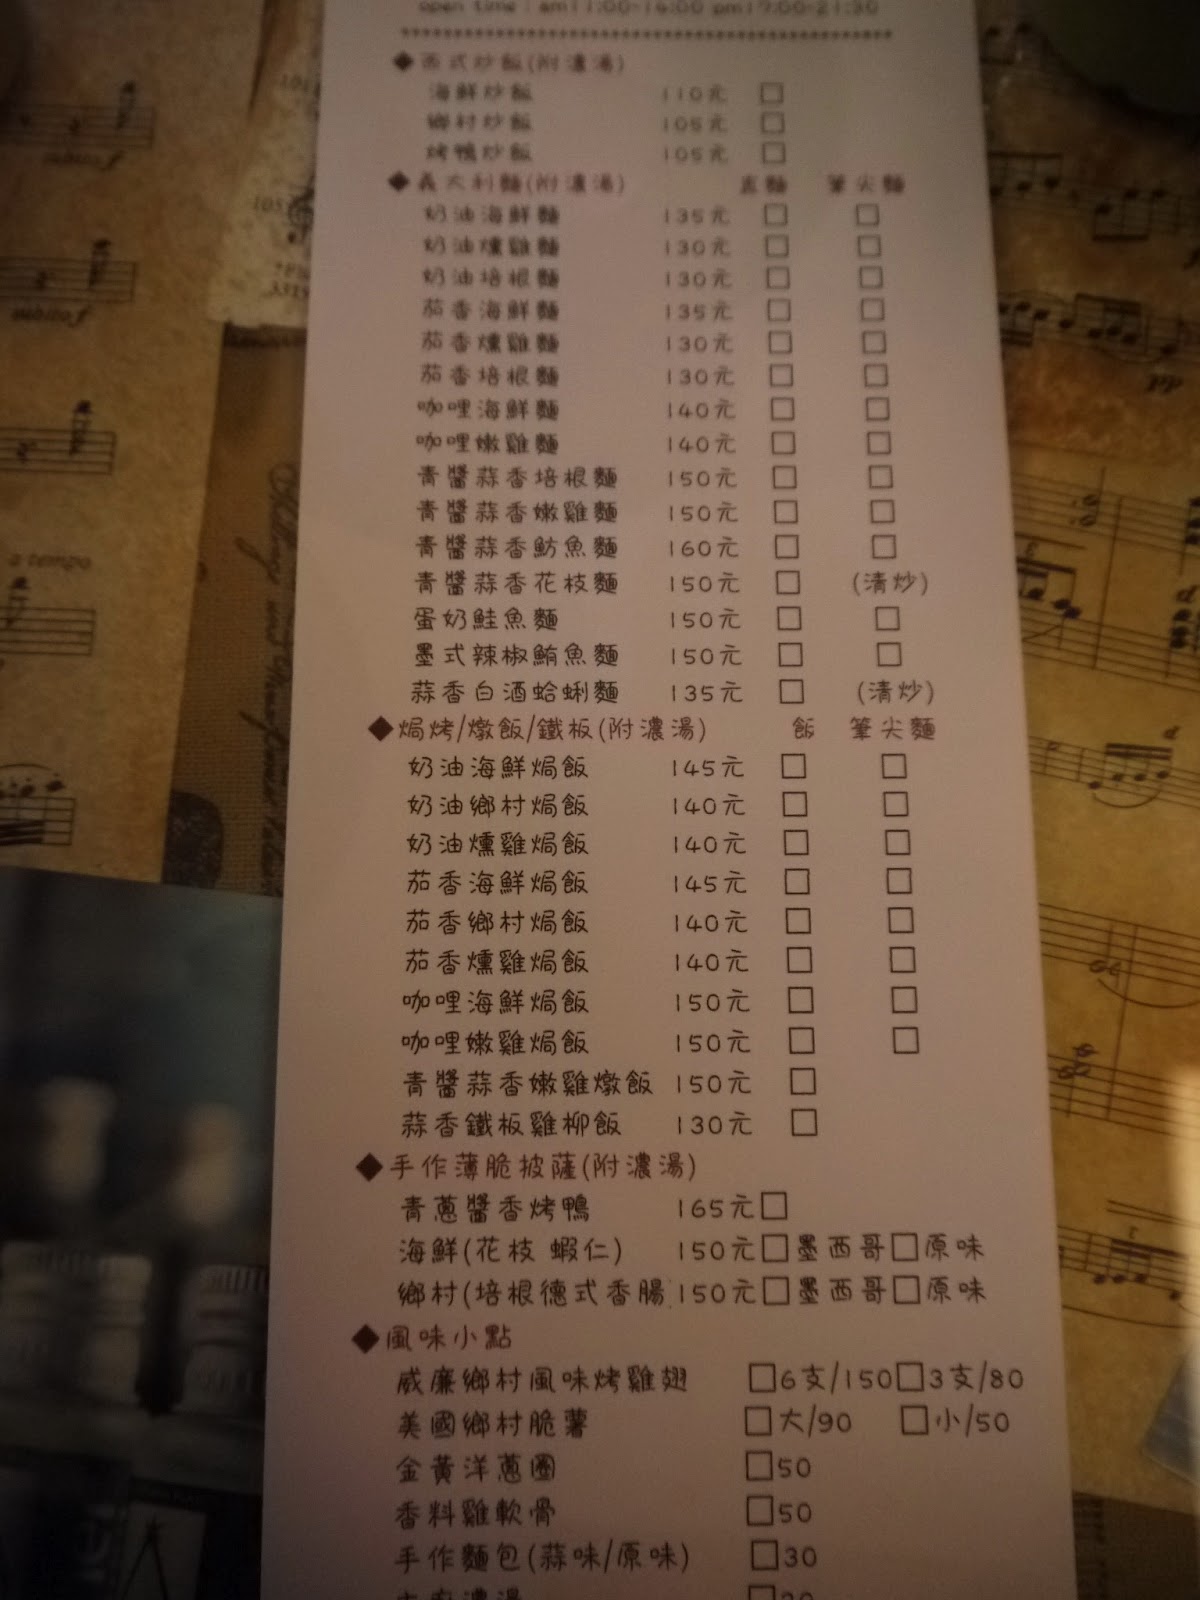 open time : am11:00-14:00 pm17:00-21:30
◆西式炒飯(附濃湯)
海鮮炒飯 110元 □
鄉村炒飯 105元 □
烤鴨炒飯 105元 □
◆義大利麵(附濃湯) 直麵 筆尖麵
奶油海鮮麵 135元 □ □
奶油燻雞麵 130元 □ □
奶油培根麵 130元 □ □
茄香海鮮麵 135元 □ □
茄香燻雞麵 130元 □ □
茄香培根麵 130元 □ □
咖哩海鮮麵 140元 □ □
咖哩嫩雞麵 140元 □ □
青醬蒜香培根麵 150元 □ □
青醬蒜香嫩雞麵 150元 □ □
青醬蒜香魴魚麵 160元 □ □
青醬蒜香花枝麵 150元 □ (清炒)
蛋奶鮭魚麵 150元 □ □
墨式辣椒鮪魚麵 150元 □ □
蒜香白酒蛤蜊麵 135元 □ (清炒)
◆焗烤/燉飯/鐵板(附濃湯) 飯 筆尖麵
奶油海鮮焗飯 145元 □ □
奶油鄉村焗飯 140元 □ □
奶油燻雞焗飯 140元 □ □
茄香海鮮焗飯 145元 □ □
茄香鄉村焗飯 140元 □ □
茄香燻雞焗飯 140元 □ □
咖哩海鮮焗飯 150元 □ □
咖哩嫩雞焗飯 150元 □ □
青醬蒜香嫩雞燉飯 150元 □
蒜香鐵板雞柳飯 130元 □
◆手作薄脆披薩(附濃湯)
青蔥醬香烤鴨 165元□
海鮮(花枝 蝦仁) 150元□墨西哥□原味
鄉村(培根德式香腸 150元□墨西哥□原味
◆風味小點
威廉鄉村風味烤雞翅 □6支/150□3支/80
美國鄉村脆薯 □大/90 □小/50
金黃洋蔥圈 □50
香料雞軟骨 □50
手作麵包(蒜味/原味) □30
a tempo